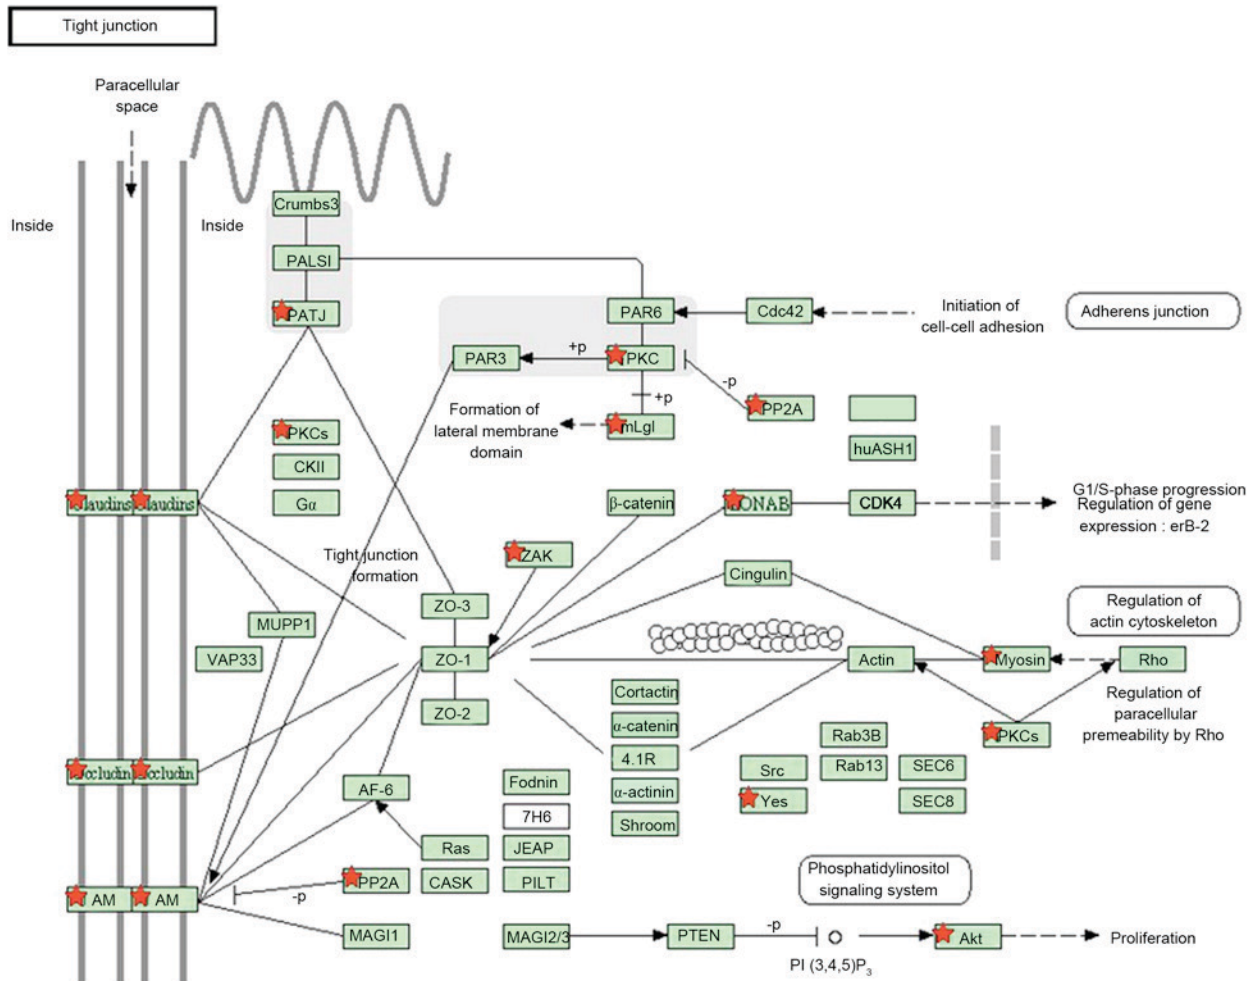 Tight junction
Paracellular
space
Inside
Inside
Crumbs3
PALSI
PATJ
PAR6
Cdc42
Initiation of
cell-cell adhesion
Adherens junction
PAR3
+p
PKC
-p
+p
PP2A
Formation of
lateral membrane
domain
mLgl
PKCs
huASH1
CKII
laudins
laudins
Gα
β-catenin
ONAB
CDK4
G1/S-phase progression
Regulation of gene
expression : erB-2
Tight junction
formation
ZAK
Cingulin
ZO-3
MUPP1
Regulation of
actin cytoskeleton
VAP33
ZO-1
Actin
Myosin
Rho
Cortactin
ZO-2
α-catenin
Regulation of
paracellular
premeability by Rho
PKCs
Rab3B
4.1R
ccludin
ccludin
Src
Rab13
SEC6
AF-6
Fodnin
α-actinin
Yes
SEC8
7H6
Shroom
Ras
JEAP
PP2A
CASK
PILT
Phosphatidylinositol
signaling system
AM
AM
-p
MAGI1
MAGI2/3
PTEN
-p
Akt
Proliferation
PI (3,4,5)P₃